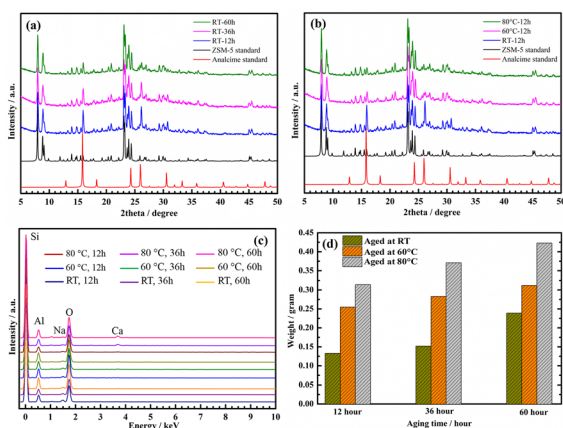 (a)
RT-60h
RT-36h
RT-12h
ZSM-5 standard
Analcime standard
Intensity / a.u.
5 10 15 20 25 30 35 40 45 50
2theta / degree
(b)
80°C-12h
60°C-12h
RT-12h
ZSM-5 standard
Analcime standard
Intensity / a.u.
5 10 15 20 25 30 35 40 45 50
2theta / degree
(c)
Si
80 °C, 12h 80 °C, 36h 80 °C, 60h
60 °C, 12h 60 °C, 36h 60 °C, 60h
RT, 12h RT, 36h RT, 60h
Al
Na
O
Ca
Intensity / a.u.
0 1 2 3 4 5 6 7 8 9 10
Energy / keV
(d)
Aged at RT
Aged at 60°C
Aged at 80°C
Weight / gram
0.45
0.40
0.35
0.30
0.25
0.20
0.15
0.10
0.05
0.00
12 hour 36 hour 60 hour
Aging time / hour